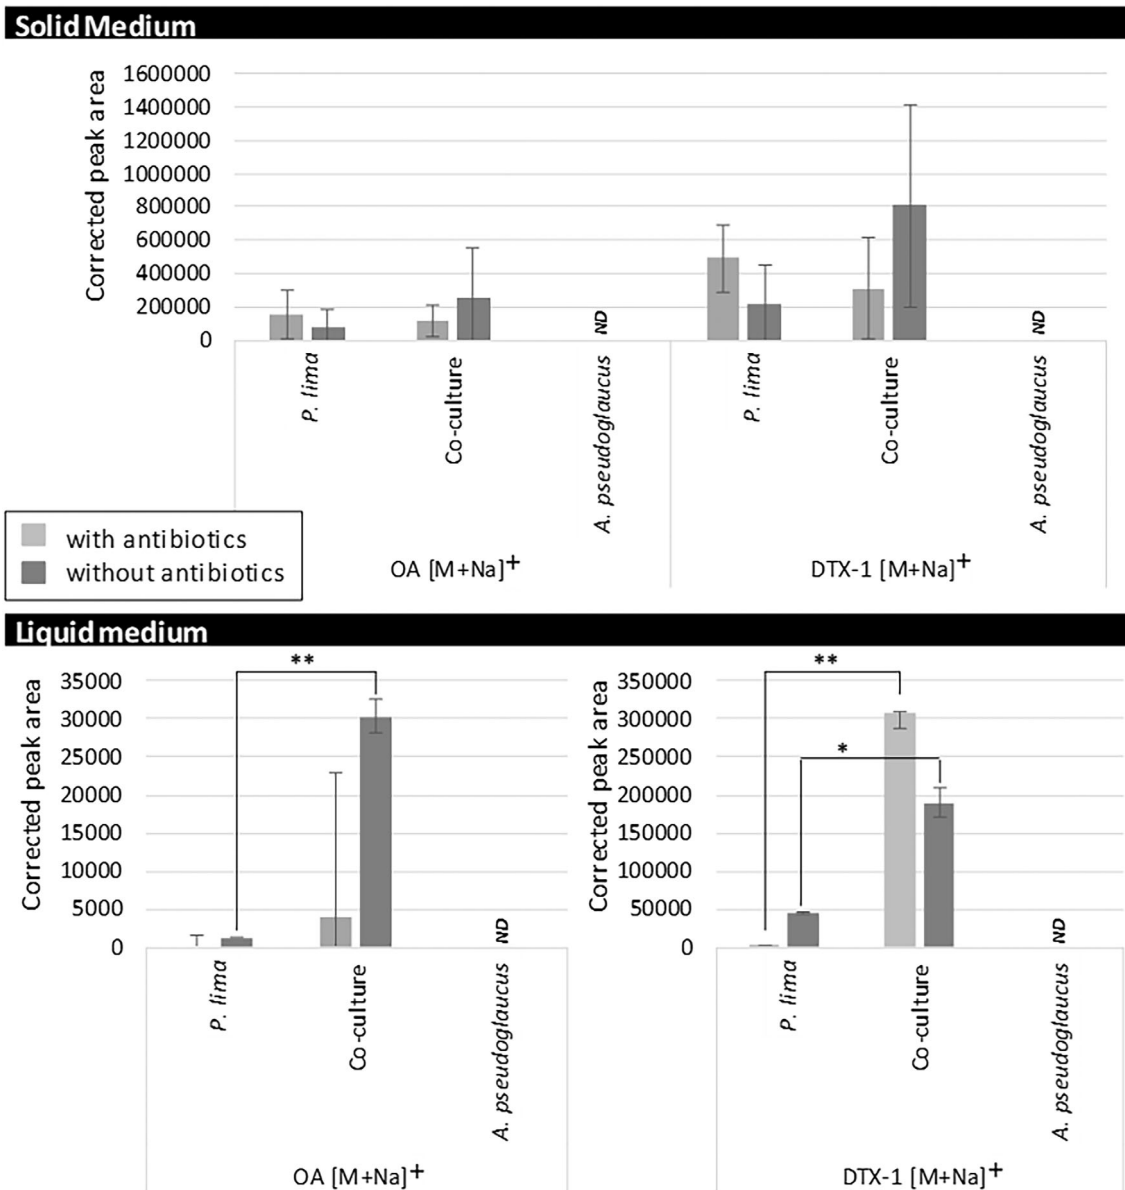 Solid Medium
Corrected peak area
1600000
1400000
1200000
1000000
800000
600000
400000
200000
0
ND
ND
P. lima
Co-culture
A. pseudoglaucus
P. lima
Co-culture
A. pseudoglaucus
OA [M+Na]+
DTX-1 [M+Na]+
with antibiotics
without antibiotics
Liquid medium
Corrected peak area
35000
30000
25000
20000
15000
10000
5000
0
**
ND
P. lima
Co-culture
A. pseudoglaucus
OA [M+Na]+
Corrected peak area
350000
300000
250000
200000
150000
100000
50000
0
**
*
ND
P. lima
Co-culture
A. pseudoglaucus
DTX-1 [M+Na]+